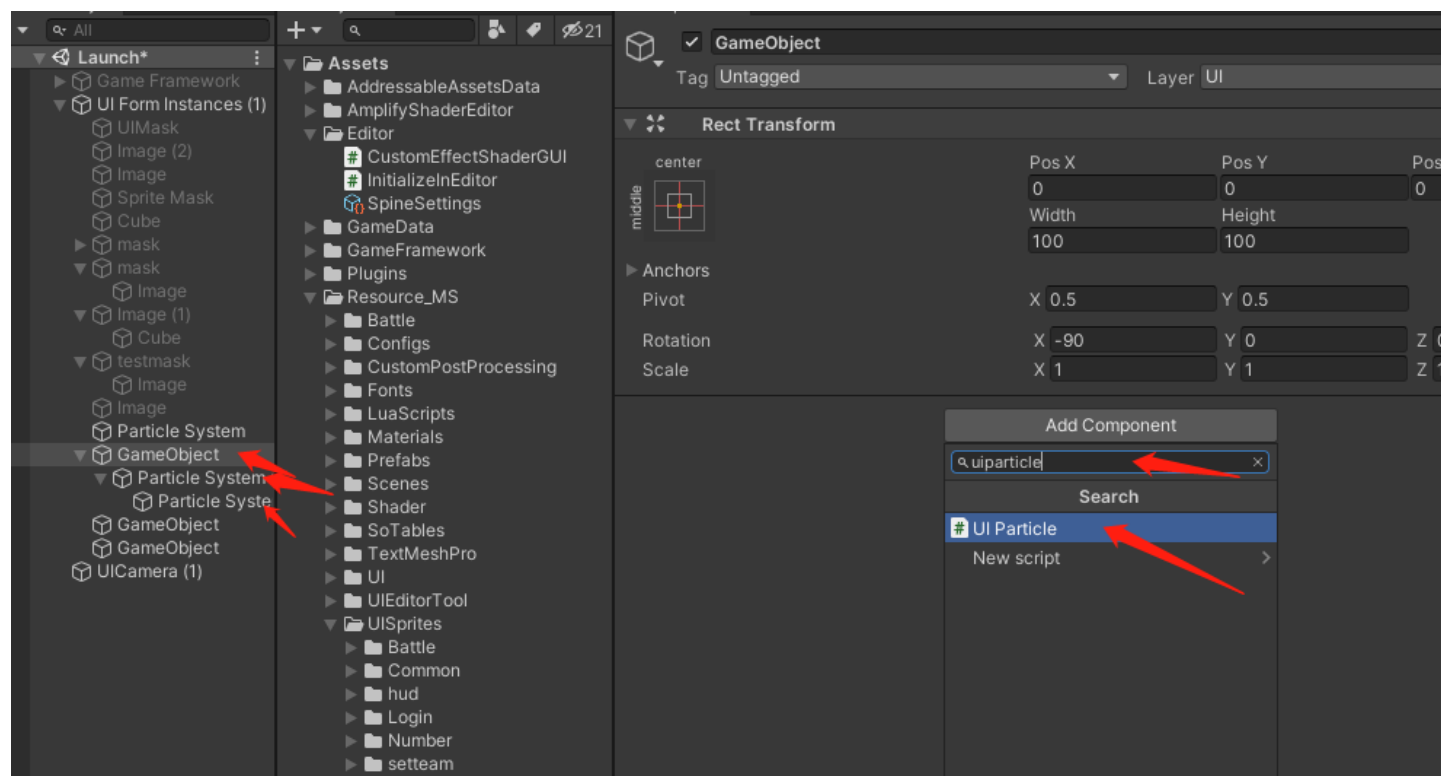 All
Launch*
Game Framework
UI Form Instances (1)
UIMask
Image (2)
Image
Sprite Mask
Cube
mask
mask
Image
Image (1)
Cube
testmask
Image
Image
Particle System
GameObject
Particle System
Particle Syste
GameObject
GameObject
UICamera (1)
21
Assets
AddressableAssetsData
AmplifyShaderEditor
Editor
# CustomEffectShaderGUI
# InitializeInEditor
SpineSettings
GameData
GameFramework
Plugins
Resource_MS
Battle
Configs
CustomPostProcessing
Fonts
LuaScripts
Materials
Prefabs
Scenes
Shader
SoTables
TextMeshPro
UI
UIEditorTool
UISprites
Battle
Common
hud
Login
Number
setteam
GameObject
Tag Untagged Layer UI
Rect Transform
center
middle
Pos X Pos Y Pos
0 0 0
Width Height
100 100
Anchors
Pivot X 0.5 Y 0.5
Rotation X -90 Y 0 Z
Scale X 1 Y 1 Z
Add Component
uiparticle
Search
# UI Particle
New script